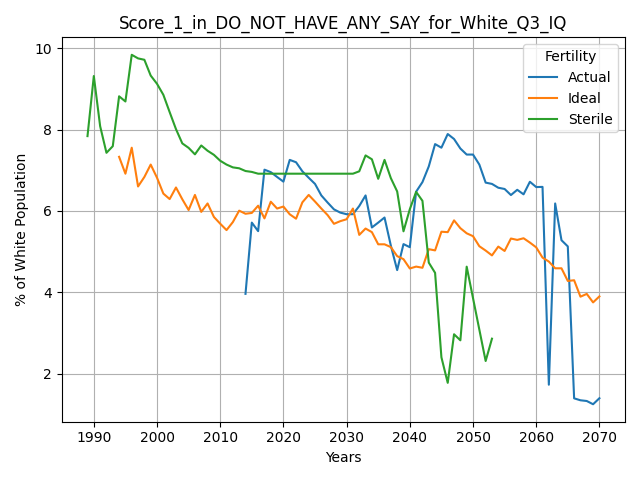 Score_1_in_DO_NOT_HAVE_ANY_SAY_for_White_Q3_IQ
Fertility
Actual
Ideal
Sterile
% of White Population
10
8
6
4
2
1990 2000 2010 2020 2030 2040 2050 2060 2070
Years